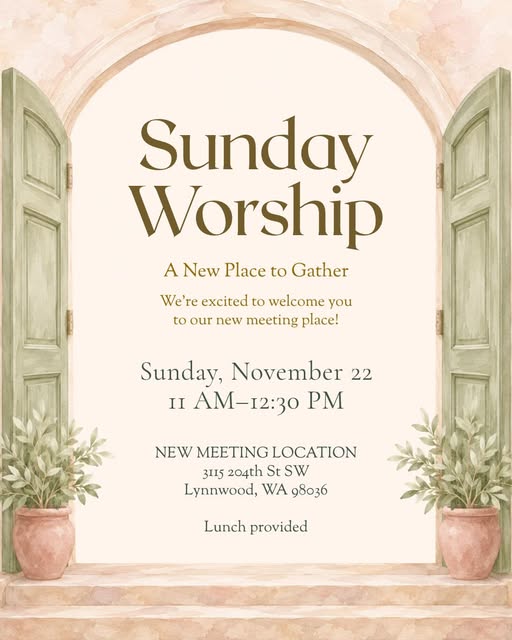 Sunday
Worship
A New Place to Gather
We're excited to welcome you
to our new meeting place!
Sunday, November 22
11 AM–12:30 PM
NEW MEETING LOCATION
3115 204th St SW
Lynnwood, WA 98036
Lunch provided